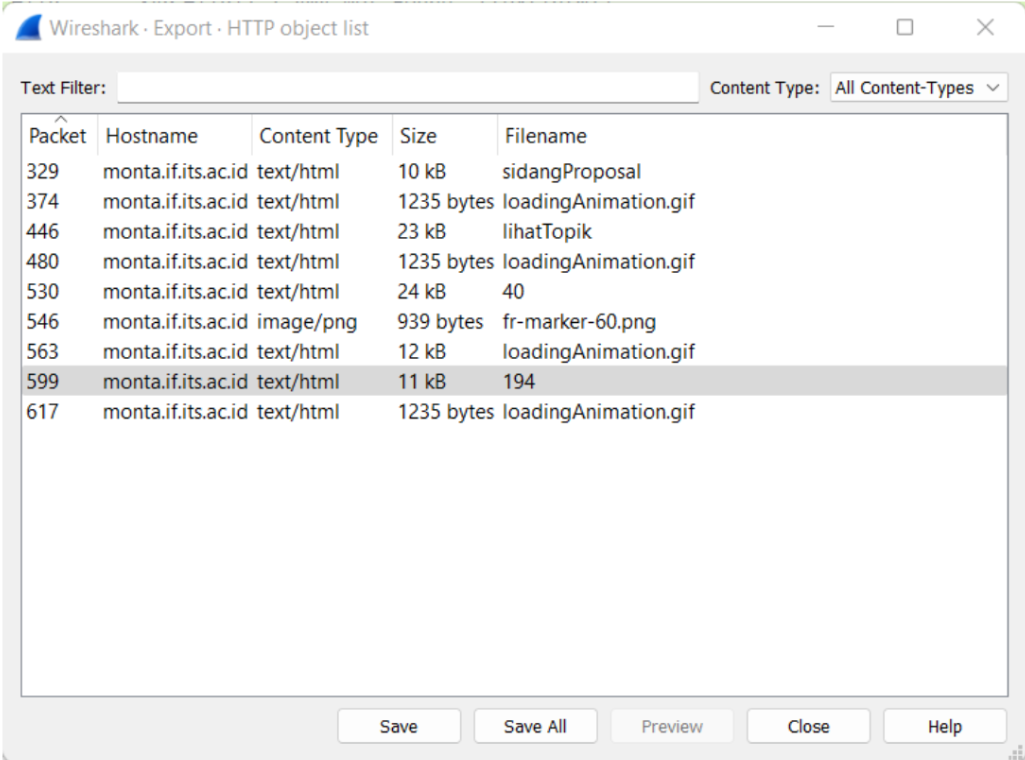 Wireshark · Export · HTTP object list
Text Filter: Content Type: All Content-Types
Packet Hostname Content Type Size Filename
329 monta.if.its.ac.id text/html 10 kB sidangProposal
374 monta.if.its.ac.id text/html 1235 bytes loadingAnimation.gif
446 monta.if.its.ac.id text/html 23 kB lihatTopik
480 monta.if.its.ac.id text/html 1235 bytes loadingAnimation.gif
530 monta.if.its.ac.id text/html 24 kB 40
546 monta.if.its.ac.id image/png 939 bytes fr-marker-60.png
563 monta.if.its.ac.id text/html 12 kB loadingAnimation.gif
599 monta.if.its.ac.id text/html 11 kB 194
617 monta.if.its.ac.id text/html 1235 bytes loadingAnimation.gif
Save Save All Preview Close Help